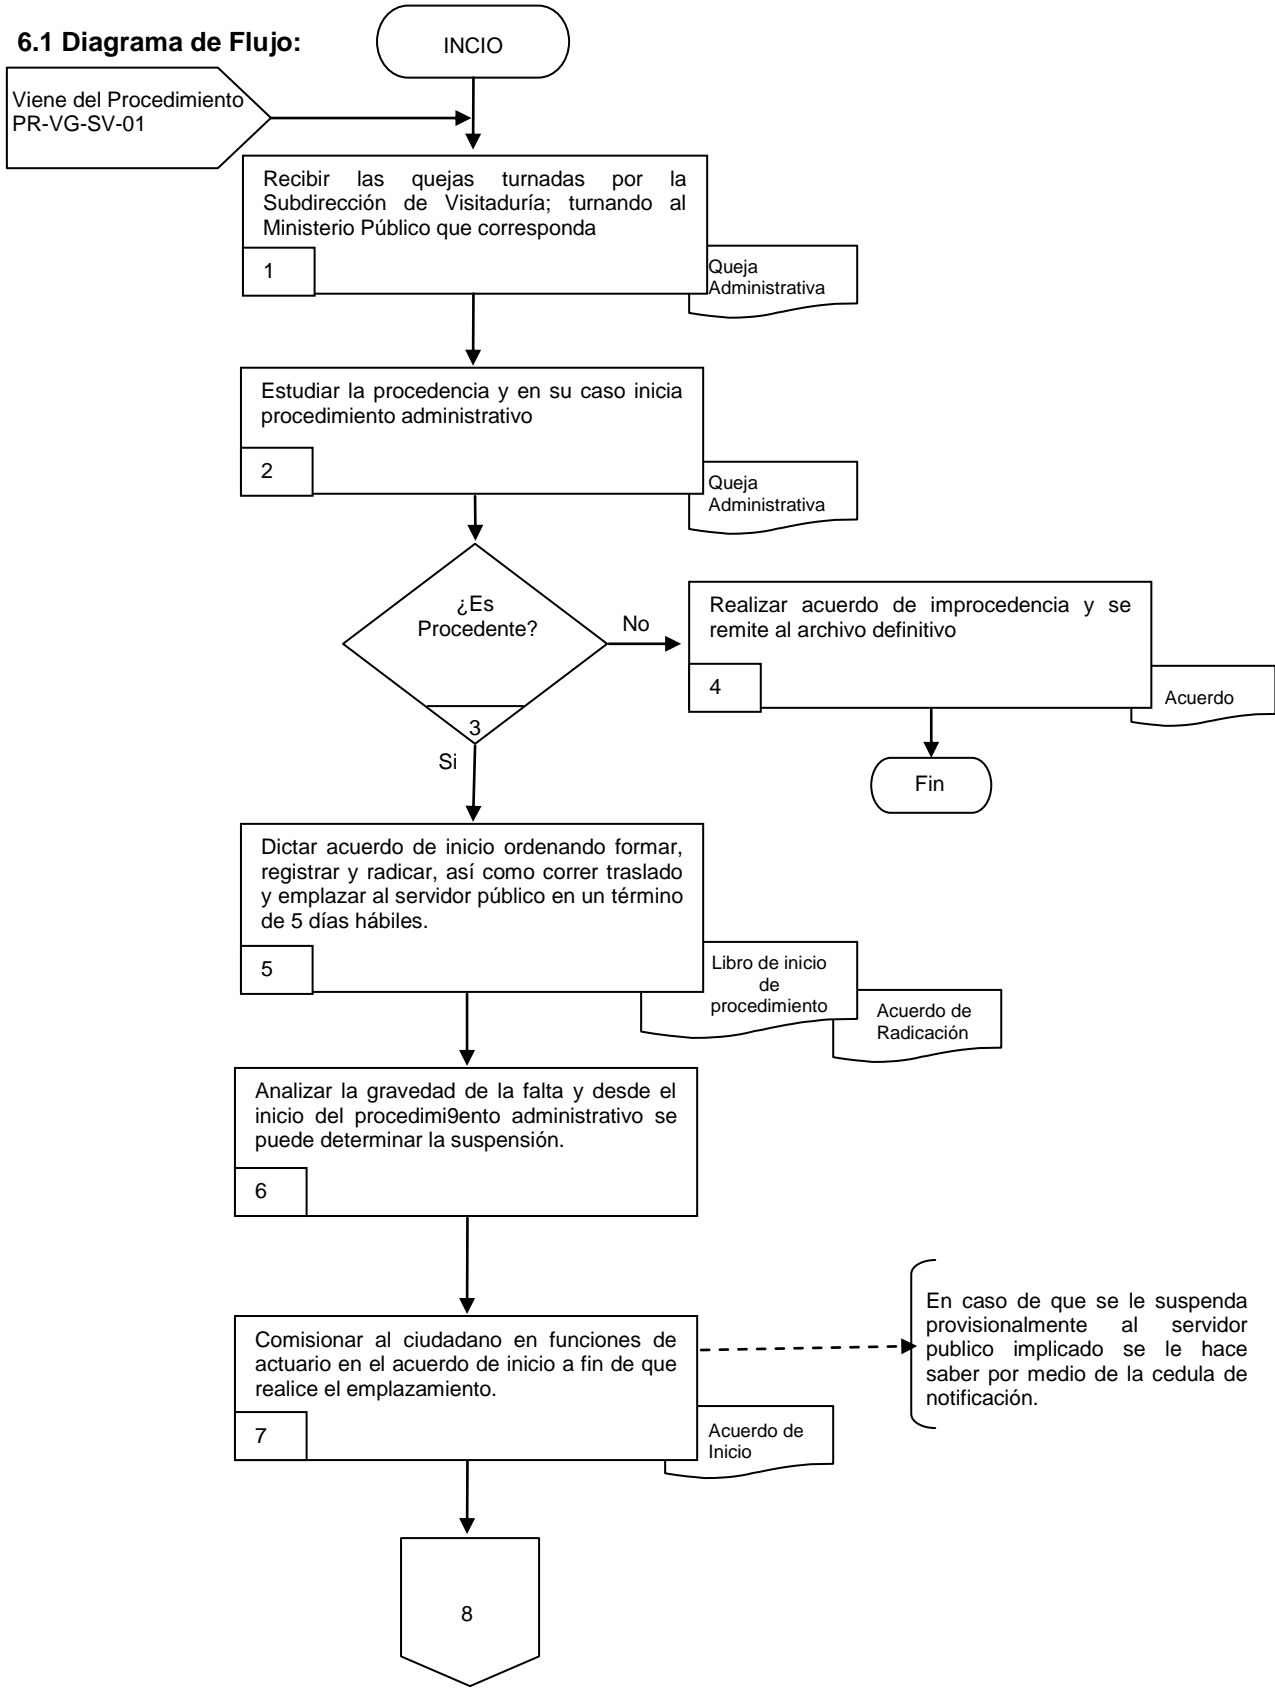 6.1 Diagrama de Flujo:
INCIO
Viene del Procedimiento
PR-VG-SV-01
Recibir las quejas turnadas por la
Subdirección de Visitaduría; turnando al
Ministerio Público que corresponda
1
Queja
Administrativa
Estudiar la procedencia y en su caso inicia
procedimiento administrativo
2
Queja
Administrativa
¿Es
Procedente?
3
No
Realizar acuerdo de improcedencia y se
remite al archivo definitivo
4
Acuerdo
Fin
Si
Dictar acuerdo de inicio ordenando formar,
registrar y radicar, así como correr traslado
y emplazar al servidor público en un término
de 5 días hábiles.
5
Libro de inicio
de
procedimiento
Acuerdo de
Radicación
Analizar la gravedad de la falta y desde el
inicio del procedimi9ento administrativo se
puede determinar la suspensión.
6
Comisionar al ciudadano en funciones de
actuario en el acuerdo de inicio a fin de que
realice el emplazamiento.
7
Acuerdo de
Inicio
En caso de que se le suspenda
provisionalmente al servidor
publico implicado se le hace
saber por medio de la cedula de
notificación.
8